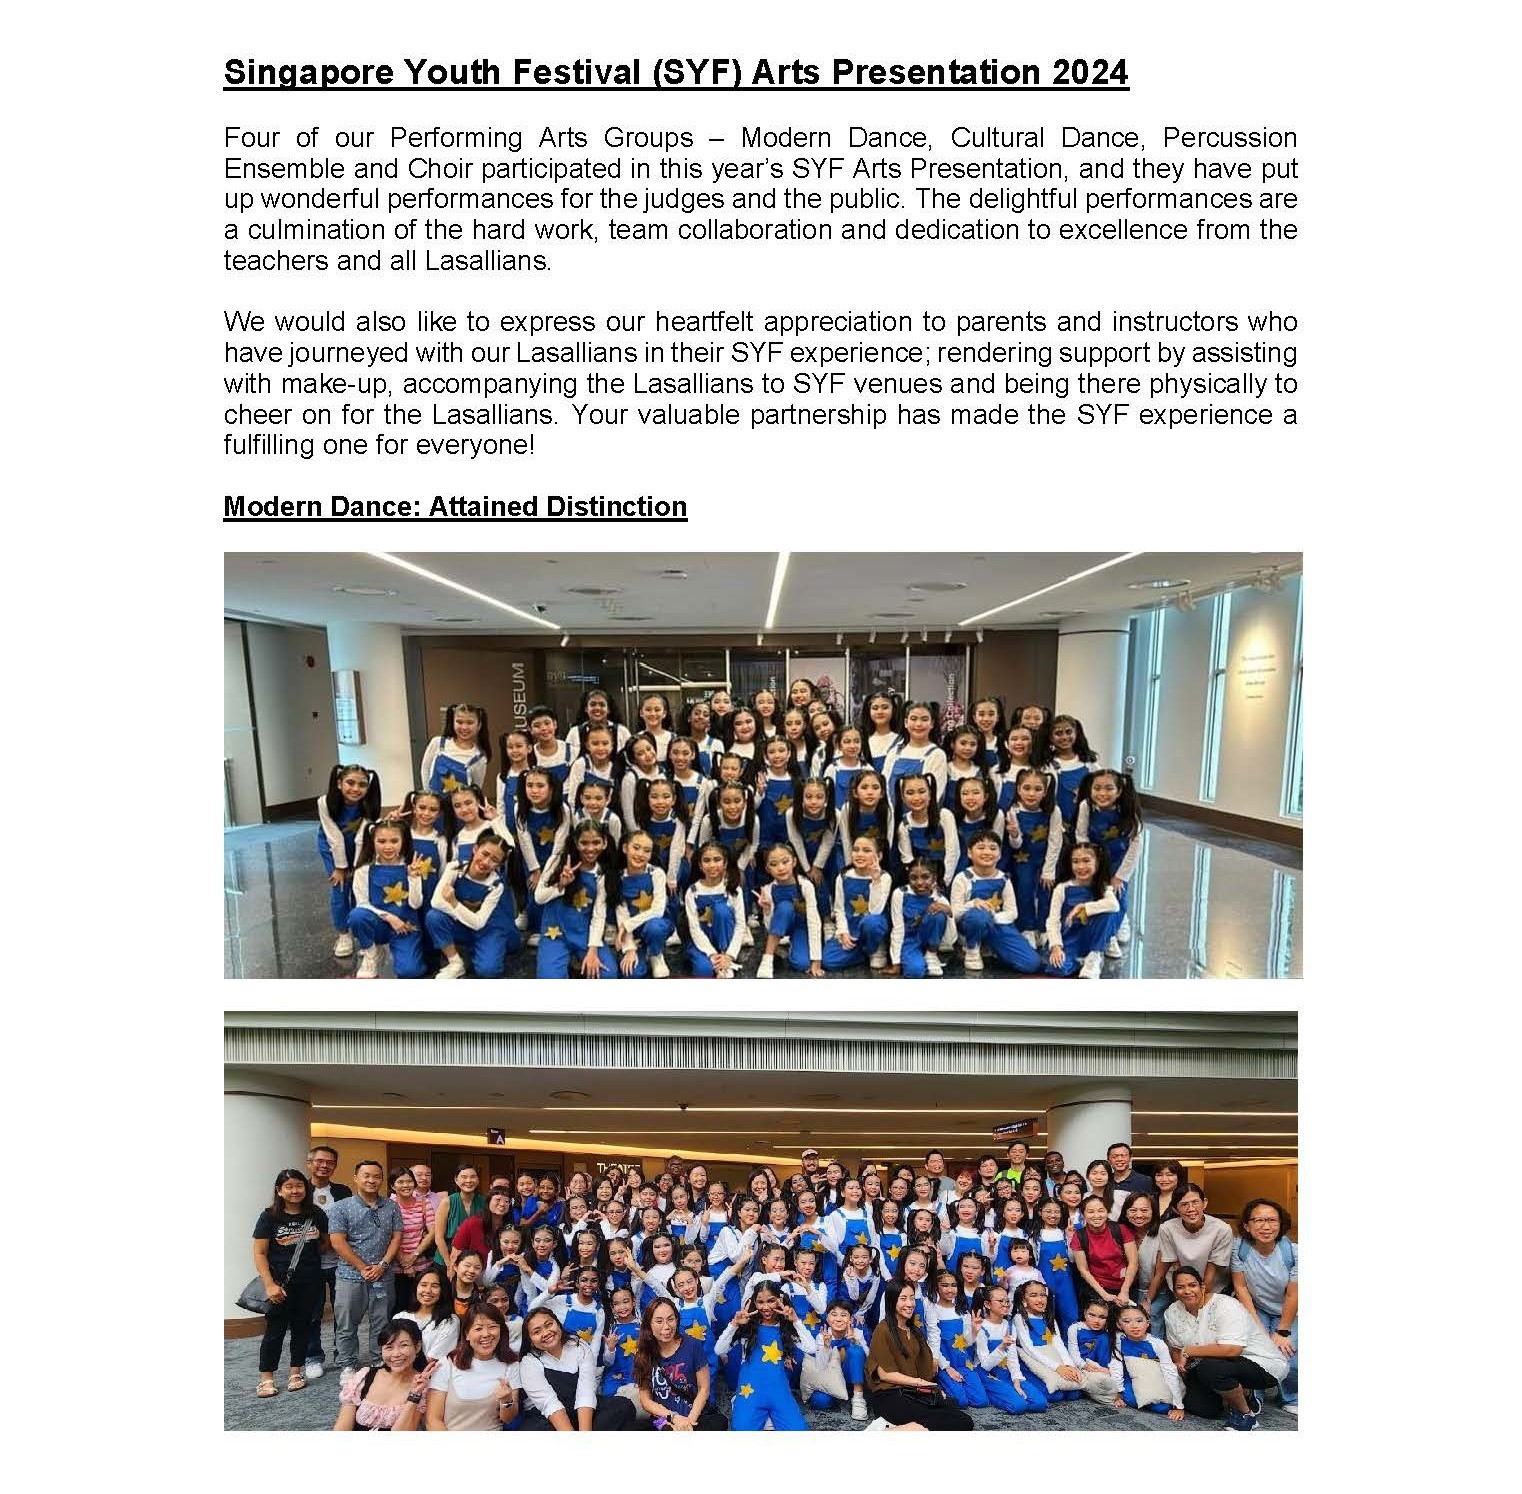 Singapore Youth Festival (SYF) Arts Presentation 2024
Four of our Performing Arts Groups – Modern Dance, Cultural Dance, Percussion
Ensemble and Choir participated in this year’s SYF Arts Presentation, and they have put
up wonderful performances for the judges and the public. The delightful performances are
a culmination of the hard work, team collaboration and dedication to excellence from the
teachers and all Lasallians.
We would also like to express our heartfelt appreciation to parents and instructors who
have journeyed with our Lasallians in their SYF experience; rendering support by assisting
with make-up, accompanying the Lasallians to SYF venues and being there physically to
cheer on for the Lasallians. Your valuable partnership has made the SYF experience a
fulfilling one for everyone!
Modern Dance: Attained Distinction
USEUM
A